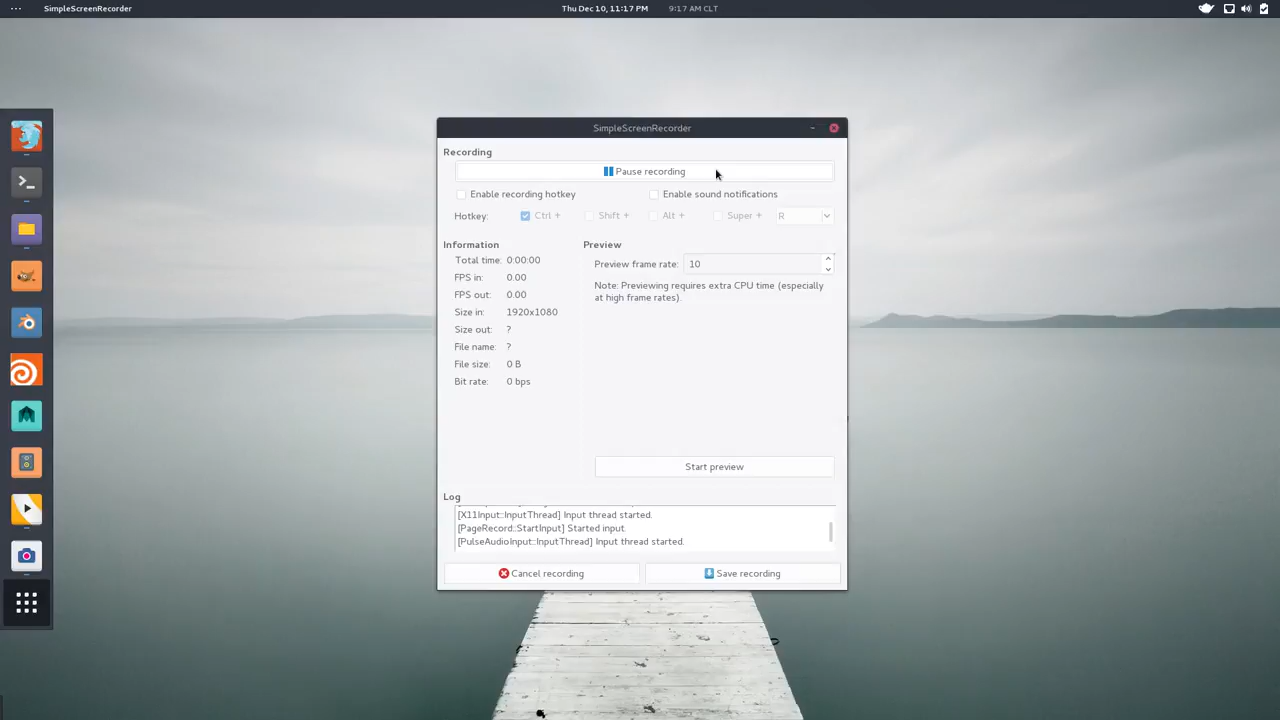 SimpleScreenRecorder
Thu Dec 10, 11:17 PM 9:17 AM CLT
SimpleScreenRecorder
Recording
Pause recording
Enable recording hotkey
Enable sound notifications
Hotkey: Ctrl + Shift + Alt + Super + R
Information
Total time: 0:00:00
FPS in: 0.00
FPS out: 0.00
Size in: 1920x1080
Size out: ?
File name: ?
File size: 0 B
Bit rate: 0 bps
Preview
Preview frame rate: 10
Note: Previewing requires extra CPU time (especially
at high frame rates).
Start preview
Log
[X11Input::InputThread] Input thread started.
[PageRecord::StartInput] Started input.
[PulseAudioInput::InputThread] Input thread started.
Cancel recording
Save recording